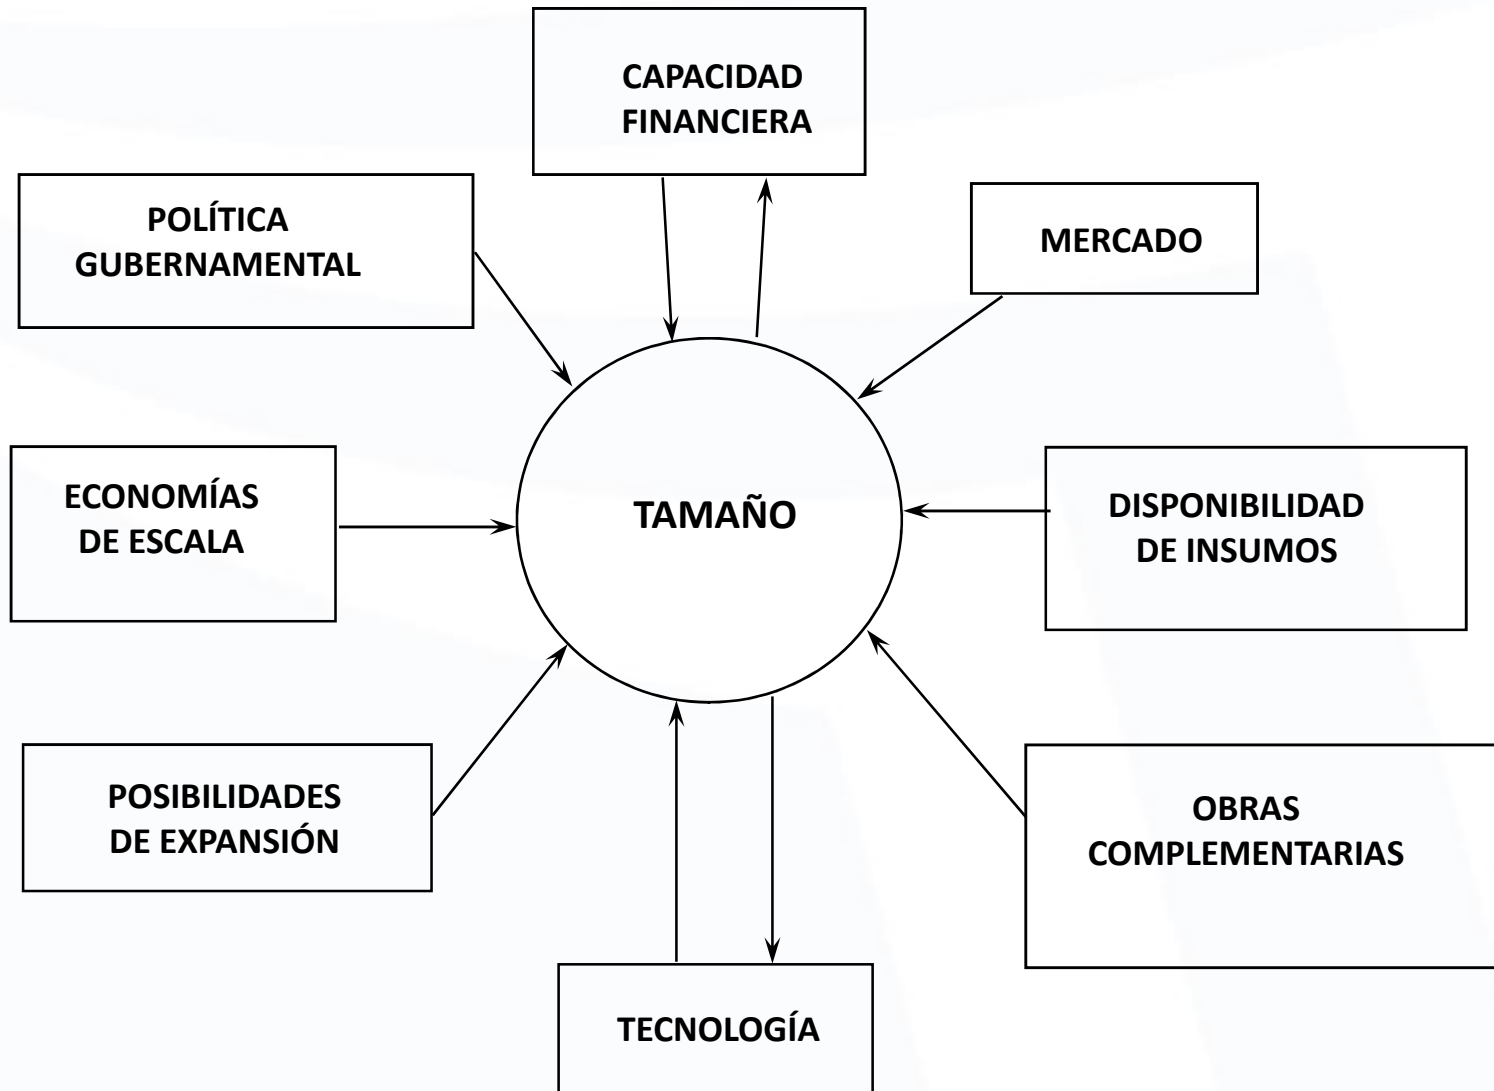 CAPACIDAD
FINANCIERA
POLÍTICA
GUBERNAMENTAL
MERCADO
ECONOMÍAS
DE ESCALA
TAMAÑO
DISPONIBILIDAD
DE INSUMOS
POSIBILIDADES
DE EXPANSIÓN
OBRAS
COMPLEMENTARIAS
TECNOLOGÍA